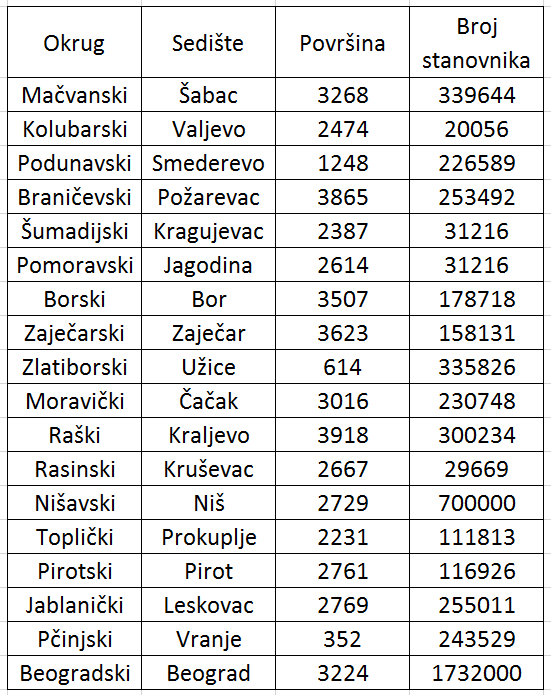 Okrug Sedište Površina Broj stanovnika
Mačvanski Šabac 3268 339644
Kolubarski Valjevo 2474 20056
Podunavski Smederevo 1248 226589
Braničevski Požarevac 3865 253492
Šumadijski Kragujevac 2387 31216
Pomoravski Jagodina 2614 31216
Borski Bor 3507 178718
Zaječarski Zaječar 3623 158131
Zlatiborski Užice 614 335826
Moravički Čačak 3016 230748
Raški Kraljevo 3918 300234
Rasinski Kruševac 2667 29669
Nišavski Niš 2729 700000
Toplički Prokuplje 2231 111813
Pirotski Pirot 2761 116926
Jablanički Leskovac 2769 255011
Pčinjski Vranje 352 243529
Beogradski Beograd 3224 1732000